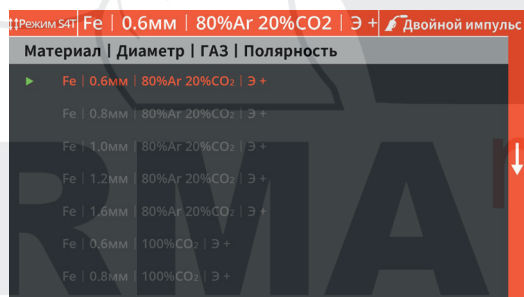 Режим S4T Fe | 0.6мм | 80%Ar 20%CO2 | Э + Двойной импульс
Материал | Диаметр | ГАЗ | Полярность
Fe | 0.6мм | 80%Ar 20%CO₂ | Э +
Fe | 0.8мм | 80%Ar 20%CO₂ | Э +
Fe | 1.0мм | 80%Ar 20%CO₂ | Э +
Fe | 1.2мм | 80%Ar 20%CO₂ | Э +
Fe | 1.6мм | 80%Ar 20%CO₂ | Э +
Fe | 0.6мм | 100%CO₂ | Э +
Fe | 0.8мм | 100%CO₂ | Э +
RMA